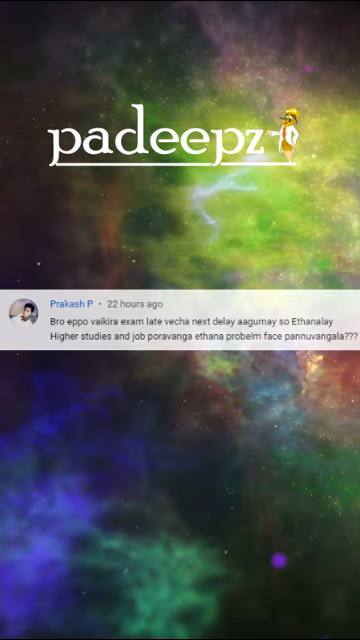 padeepz
Prakash P • 22 hours ago
Bro eppo vaikira exam late vecha next delay aagumay so Ethanalay
Higher studies and job poravanga ethana probelm face pannuvangala???